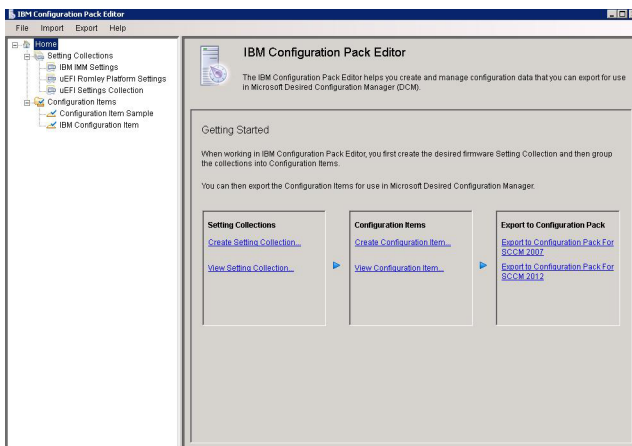 IBM Configuration Pack Editor
File Import Export Help
Home
Setting Collections
IBM IMM Settings
uEFI Romley Platform Settings
uEFI Settings Collection
Configuration Items
Configuration Item Sample
IBM Configuration Item
IBM Configuration Pack Editor
The IBM Configuration Pack Editor helps you create and manage configuration data that you can export for use
in Microsoft Desired Configuration Manager (DCM).
Getting Started
When working in IBM Configuration Pack Editor, you first create the desired firmware Setting Collection and then group
the collections into Configuration Items.
You can then export the Configuration Items for use in Microsoft Desired Configuration Manager.
Setting Collections
Create Setting Collection...
View Setting Collection...
Configuration Items
Create Configuration Item...
View Configuration Item...
Export to Configuration Pack
Export to Configuration Pack For
SCCM 2007
Export to Configuration Pack For
SCCM 2012